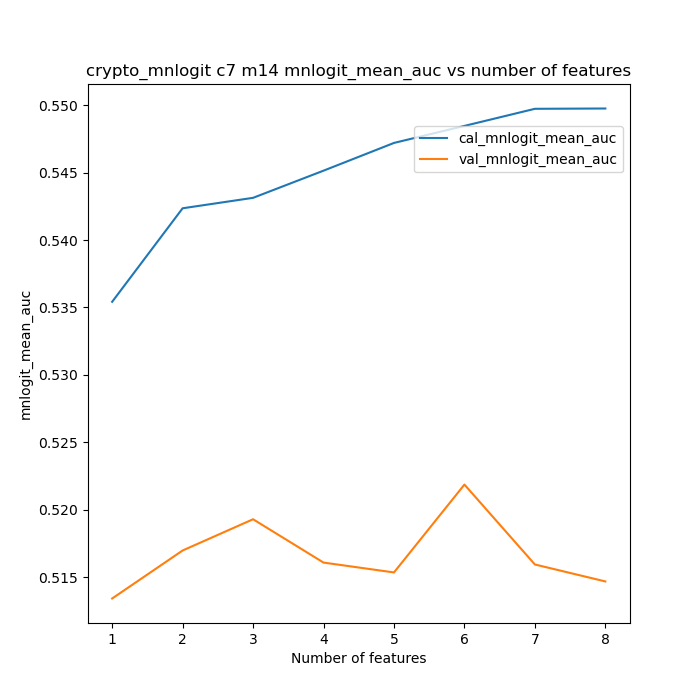 crypto_mnlogit c7 m14 mnlogit_mean_auc vs number of features
0.550
0.545
0.540
0.535
0.530
0.525
0.520
0.515
mnlogit_mean_auc
cal_mnlogit_mean_auc
val_mnlogit_mean_auc
1 2 3 4 5 6 7 8
Number of features